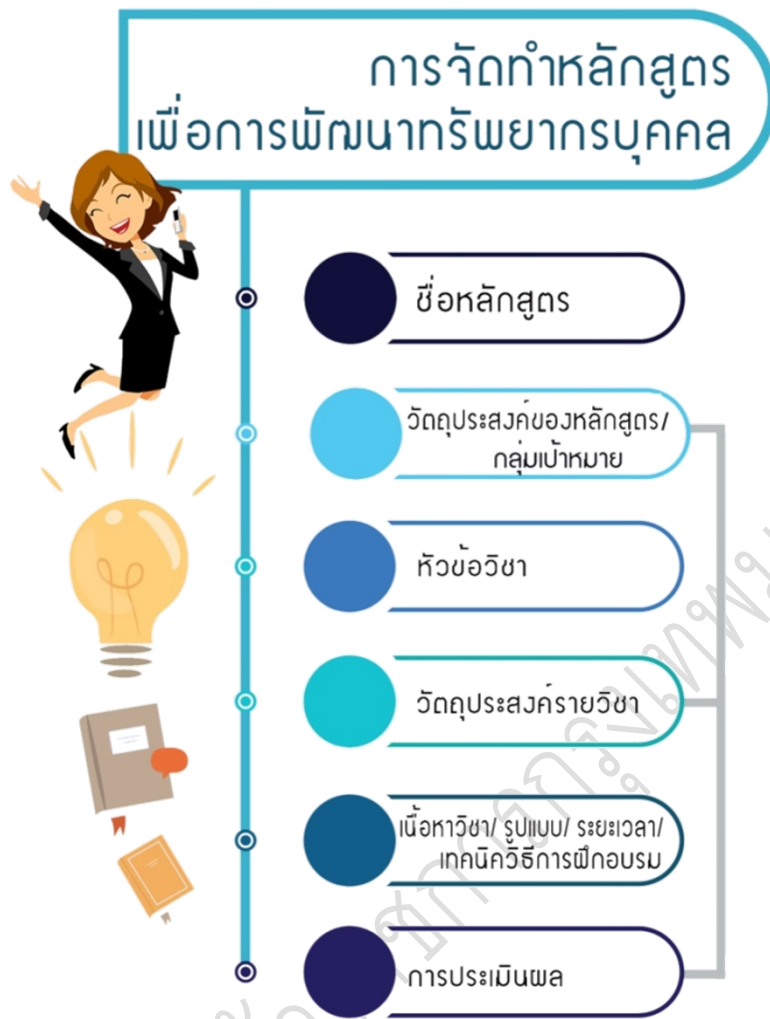 การจัดทำหลักสูตร
เพื่อการพัฒนาทรัพยากรบุคคล
ชื่อหลักสูตร
วัตถุประสงค์ของหลักสูตร/
กลุ่มเป้าหมาย
หัวข้อวิชา
วัตถุประสงค์รายวิชา
เนื้อหาวิชา/ รูปแบบ/ ระยะเวลา/
เทคนิควิธีการฝึกอบรม
การประเมินผล